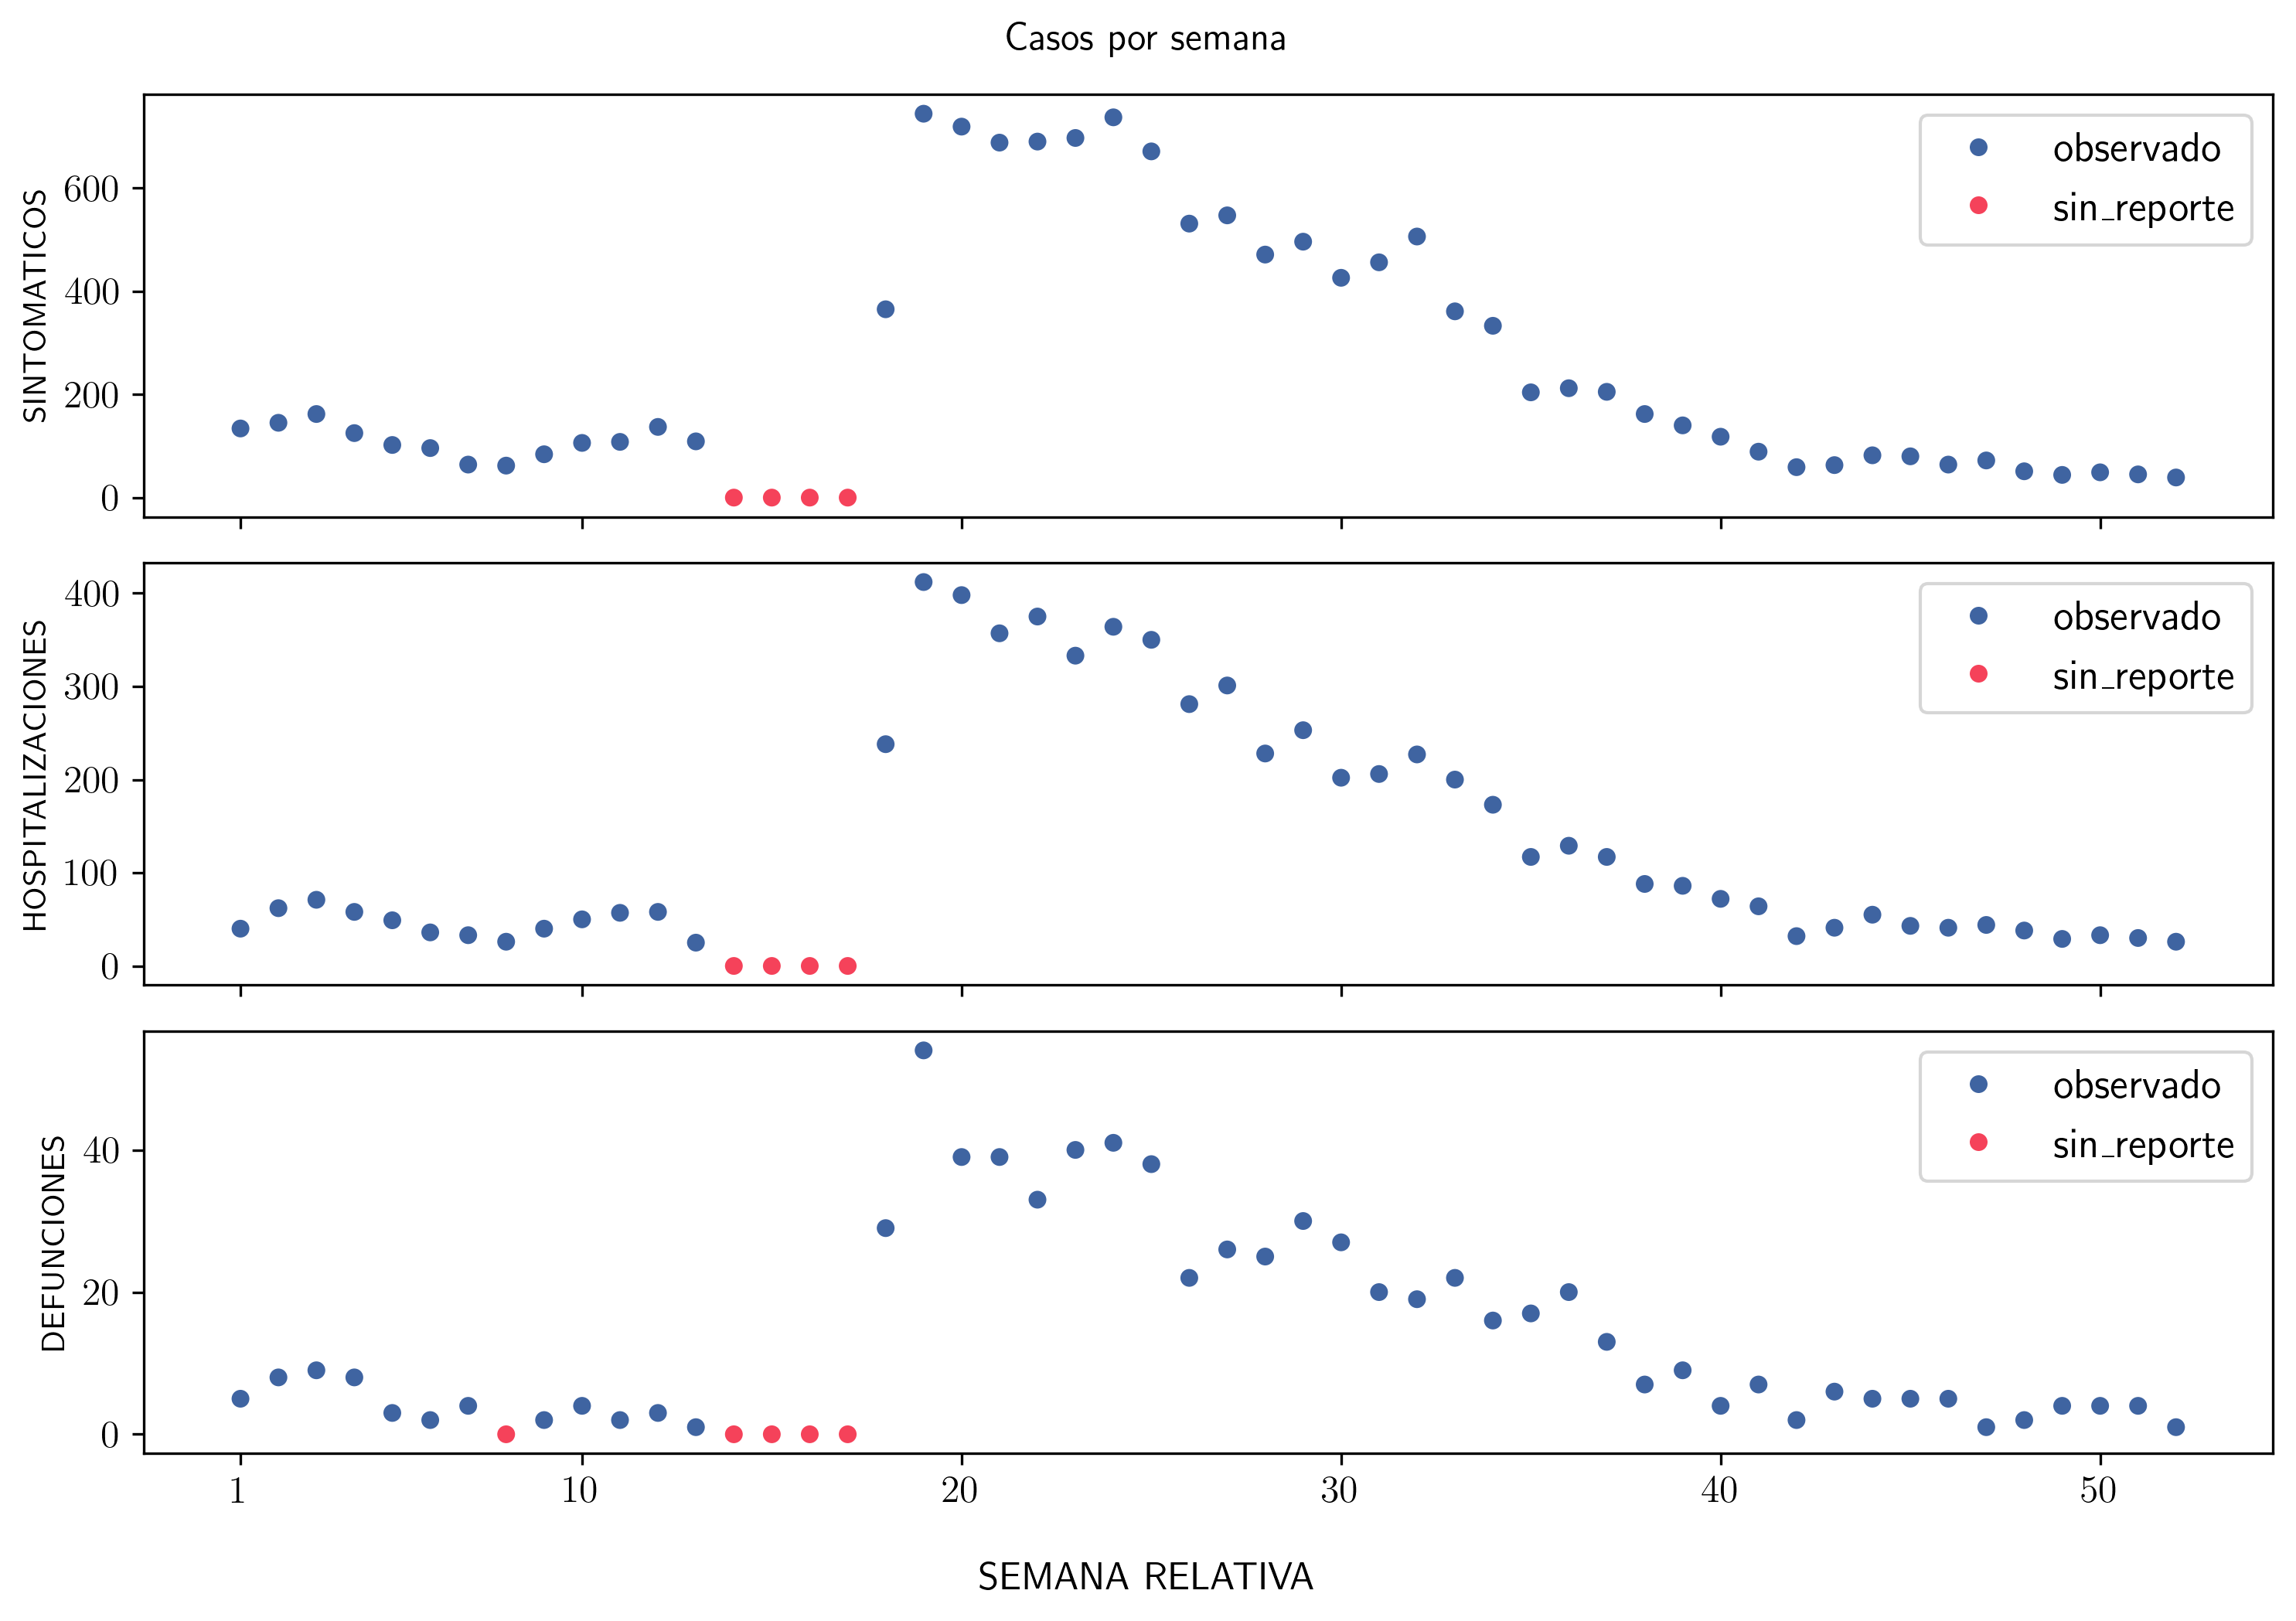 Casos por semana
SINTOMATICOS
600
400
200
0
observado
sin_reporte
HOSPITALIZACIONES
400
300
200
100
0
observado
sin_reporte
DEFUNCIONES
40
20
0
observado
sin_reporte
1 10 20 30 40 50
SEMANA RELATIVA